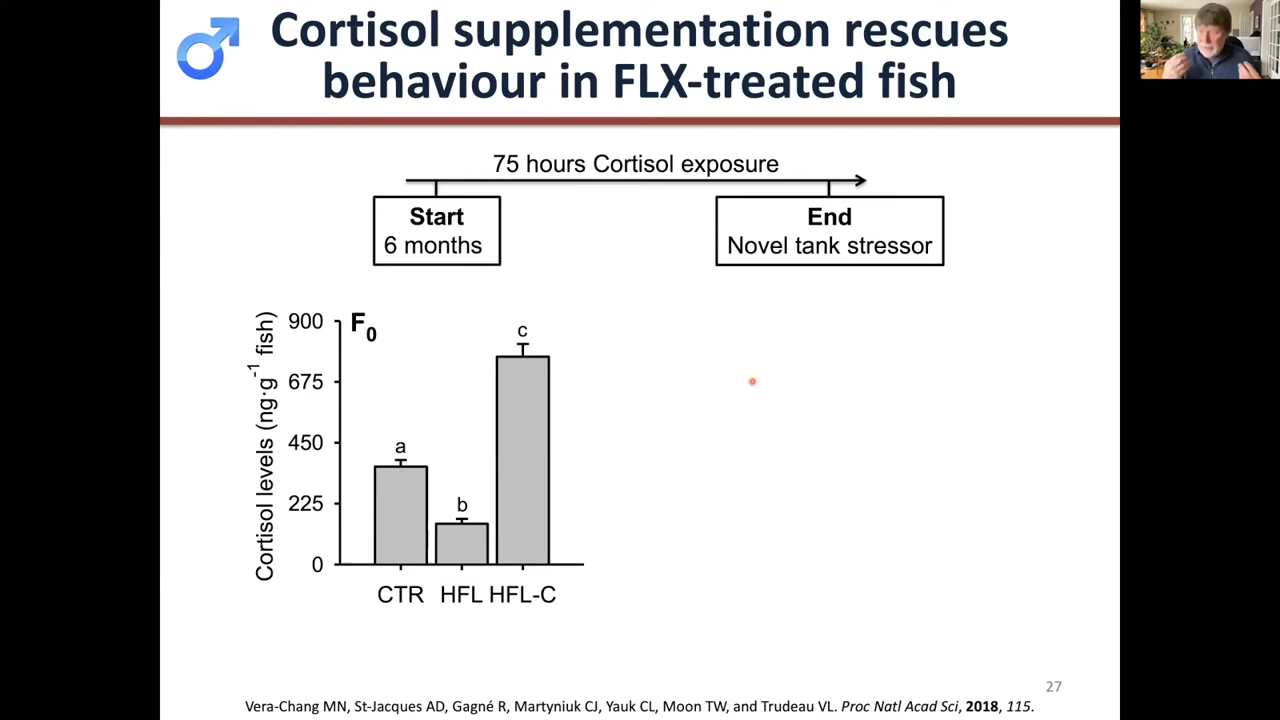 Cortisol supplementation rescues
behaviour in FLX-treated fish
75 hours Cortisol exposure
Start
6 months
End
Novel tank stressor
F0
Cortisol levels (ng·g-1 fish)
900
675
450
225
0
a
b
c
CTR HFL HFL-C
27
Vera-Chang MN, St-Jacques AD, Gagné R, Martyniuk CJ, Yauk CL, Moon TW, and Trudeau VL. Proc Natl Acad Sci, 2018, 115.